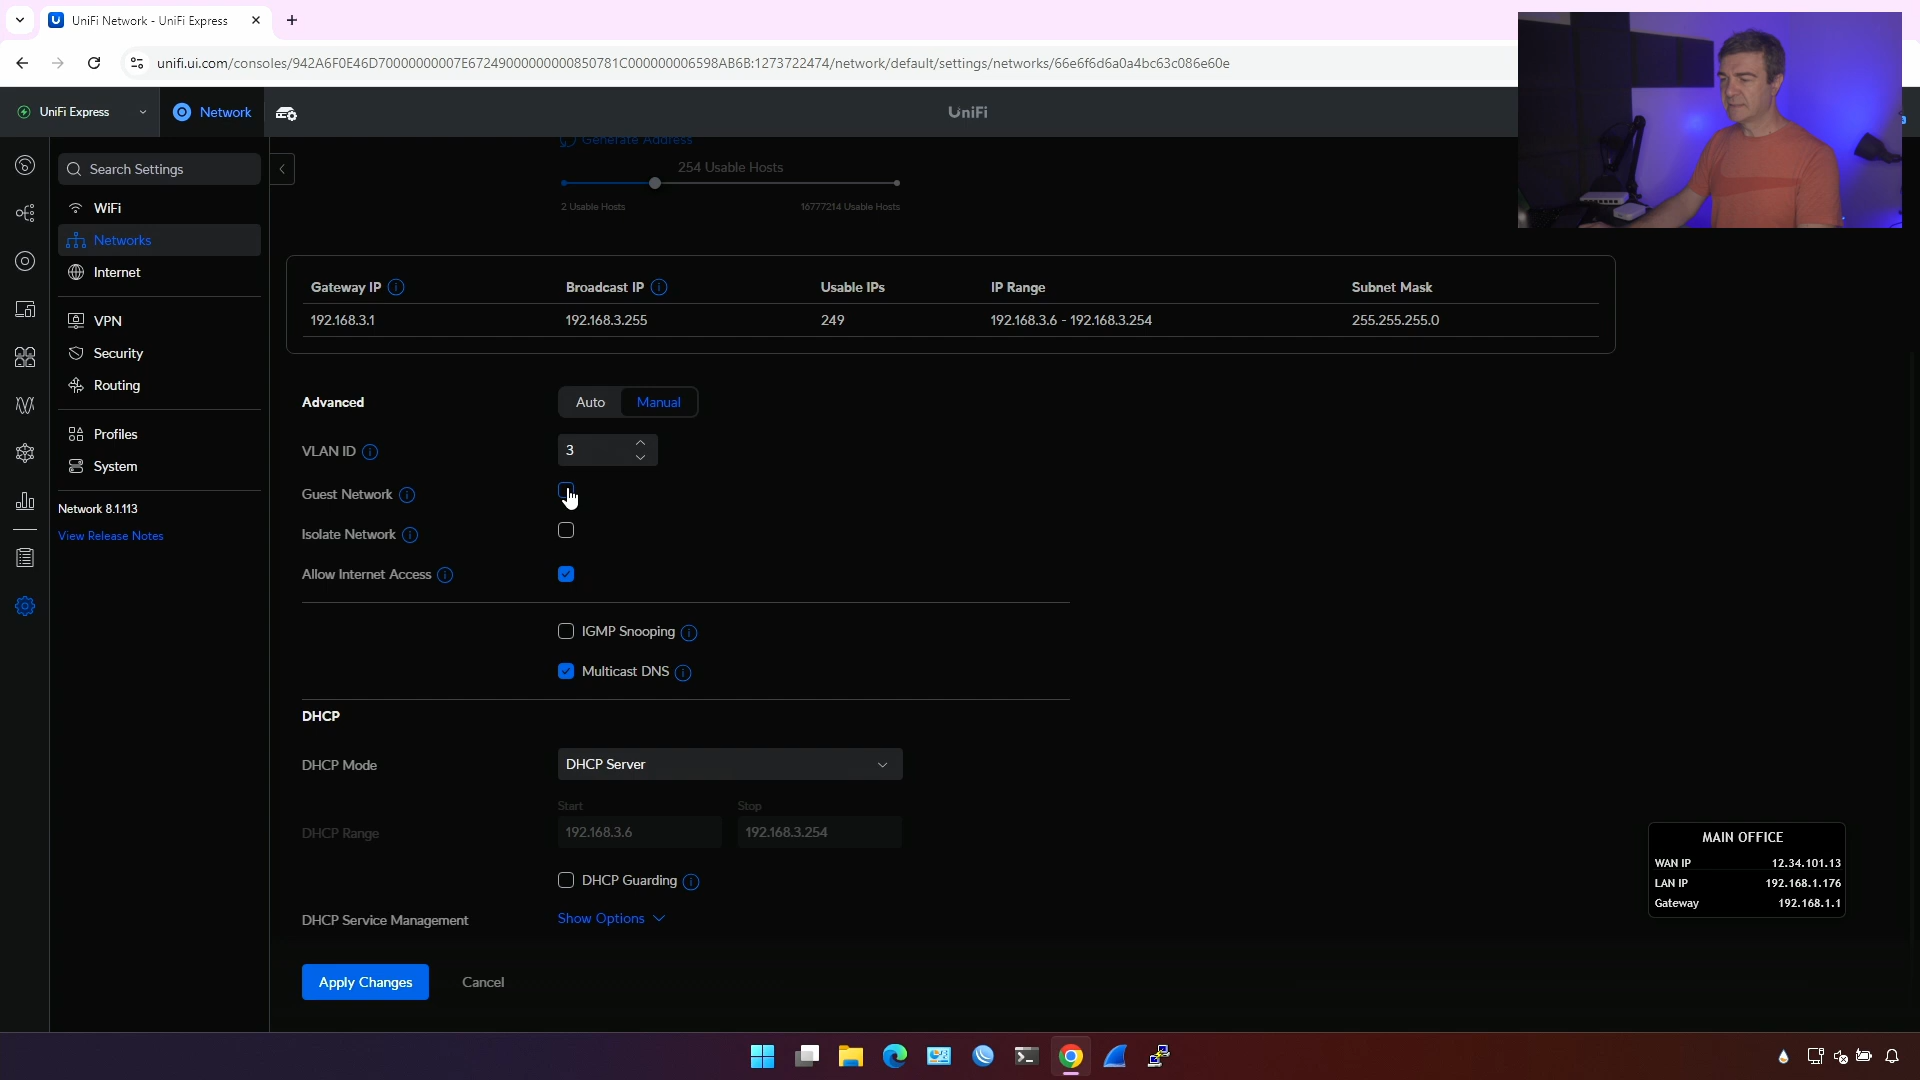 UniFi Network - UniFi Express
unifi.ui.com/consoles/942A6F0E46D70000000007E67249000000000850781C000000006598AB6B:1273722474/network/default/settings/networks/66e6f6d6a0a4bc63c086e60e
UniFi Express
Network
UniFi
Search Settings
WiFi
Networks
Internet
VPN
Security
Routing
Profiles
System
Network 8.1.113
View Release Notes
Generate Address
254 Usable Hosts
2 Usable Hosts
16777214 Usable Hosts
Gateway IP
Broadcast IP
Usable IPs
IP Range
Subnet Mask
192.168.3.1
192.168.3.255
249
192.168.3.6 - 192.168.3.254
255.255.255.0
Advanced
Auto
Manual
VLAN ID
3
Guest Network
Isolate Network
Allow Internet Access
IGMP Snooping
Multicast DNS
DHCP
DHCP Mode
DHCP Server
Start
Stop
DHCP Range
192.168.3.6
192.168.3.254
DHCP Guarding
DHCP Service Management
Show Options
Apply Changes
Cancel
MAIN OFFICE
WAN IP 12.34.101.13
LAN IP 192.168.1.176
Gateway 192.168.1.1